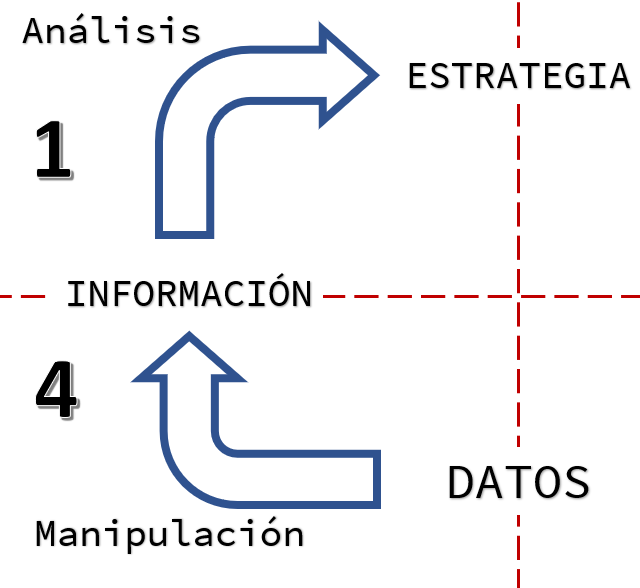 Análisis
ESTRATEGIA
1
INFORMACIÓN
4
DATOS
Manipulación